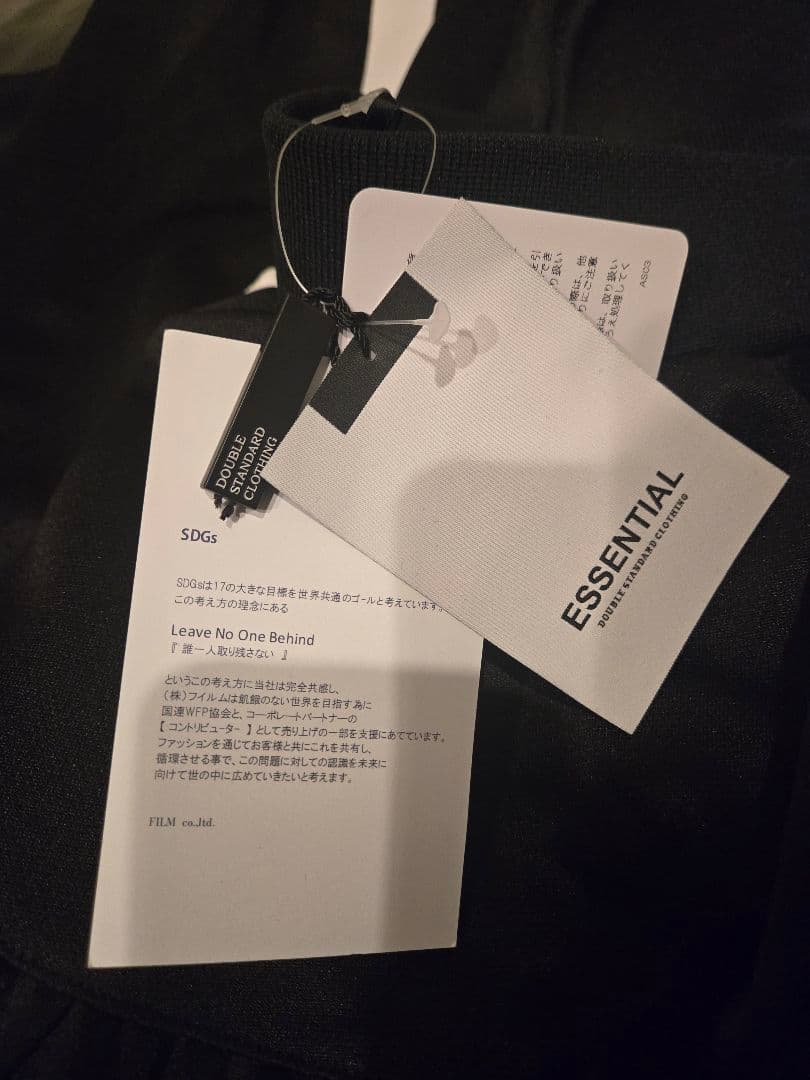 DOUBLE
STANDARD
CLOTHING
ESSENTIAL
DOUBLE STANDARD CLOTHING
AS03
SDGs
SDGsは17の大きな目標を世界共通のゴールと考えています。
この考え方の理念にある
Leave No One Behind
『 誰一人取り残さない 』
というこの考え方に当社は完全共感し、
(株)フイルムは飢餓のない世界を目指す為に
国連WFP協会と、コーポレートパートナーの
【 コントリビューター 】として売り上げの一部を支援にあてています。
ファッションを通じてお客様と共にこれを共有し、
循環させる事で、この問題に対しての認識を未来に
向けて世の中に広めていきたいと考えます。
FILM co.,ltd.